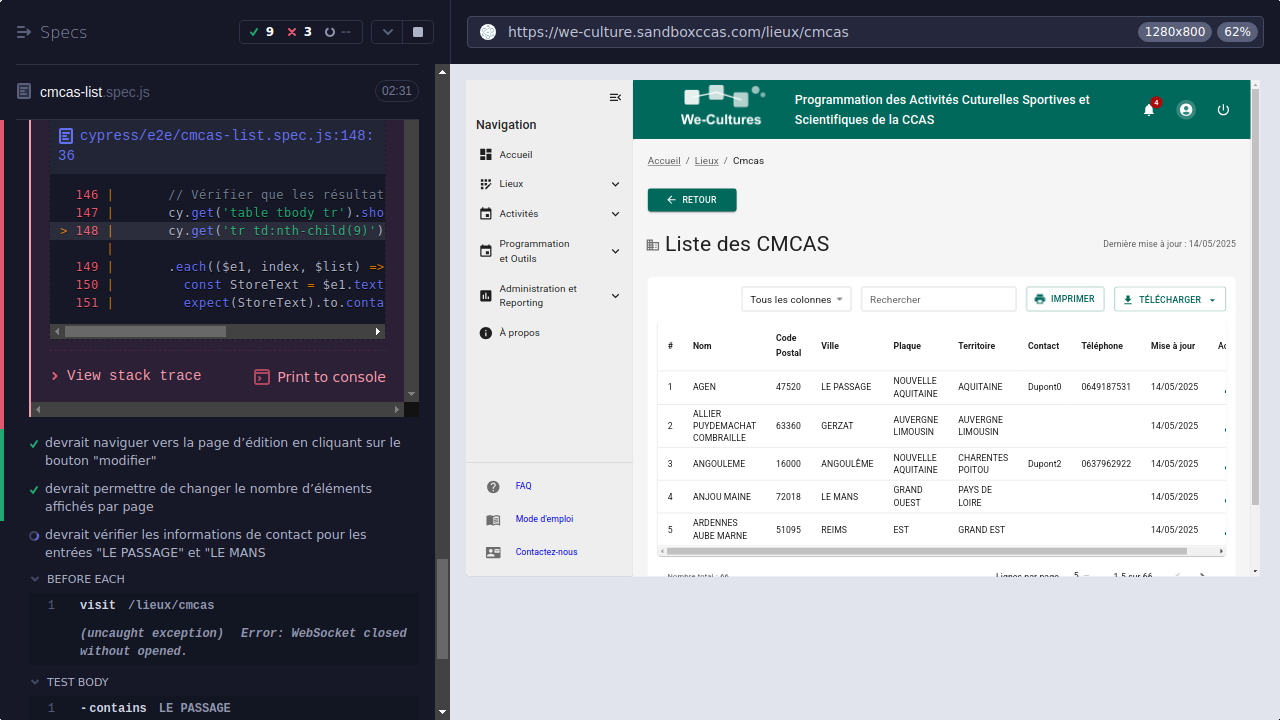 Specs
9 3 --
cmcas-list.spec.js 02:31
cypress/e2e/cmcas-list.spec.js:148:
36
146 | // Vérifier que les résultat
147 | cy.get('table tbody tr').sho
> 148 | cy.get('tr td:nth-child(9)')
|
149 | .each(($e1, index, $list) =>
150 | const StoreText = $e1.text
151 | expect(StoreText).to.conta
View stack trace
Print to console
devrait naviguer vers la page d’édition en cliquant sur le
bouton "modifier"
devrait permettre de changer le nombre d’éléments
affichés par page
devrait vérifier les informations de contact pour les
entrées "LE PASSAGE" et "LE MANS
BEFORE EACH
1 visit /lieux/cmcas
(uncaught exception) Error: WebSocket closed
without opened.
TEST BODY
1 -contains LE PASSAGE
https://we-culture.sandboxccas.com/lieux/cmcas
1280x800
62%
Navigation
Accueil
Lieux
Activités
Programmation
et Outils
Administration et
Reporting
À propos
FAQ
Mode d'emploi
Contactez-nous
We-Cultures
Programmation des Activités Cuturelles Sportives et
Scientifiques de la CCAS
4
Accueil / Lieux / Cmcas
RETOUR
Liste des CMCAS
Dernière mise à jour : 14/05/2025
Tous les colonnes
Rechercher
IMPRIMER
TÉLÉCHARGER
# Nom Code Postal Ville Plaque Territoire Contact Téléphone Mise à jour Ac
1 AGEN 47520 LE PASSAGE NOUVELLE AQUITAINE AQUITAINE Dupont0 0649187531 14/05/2025
2 ALLIER PUYDEMACHAT COMBRAILLE 63360 GERZAT AUVERGNE LIMOUSIN AUVERGNE LIMOUSIN 14/05/2025
3 ANGOULEME 16000 ANGOULÊME NOUVELLE AQUITAINE CHARENTES POITOU Dupont2 0637962922 14/05/2025
4 ANJOU MAINE 72018 LE MANS GRAND OUEST PAYS DE LOIRE 14/05/2025
5 ARDENNES AUBE MARNE 51095 REIMS EST GRAND EST 14/05/2025
Nombre total : 66
Lignes par page 5 1-5 sur 66